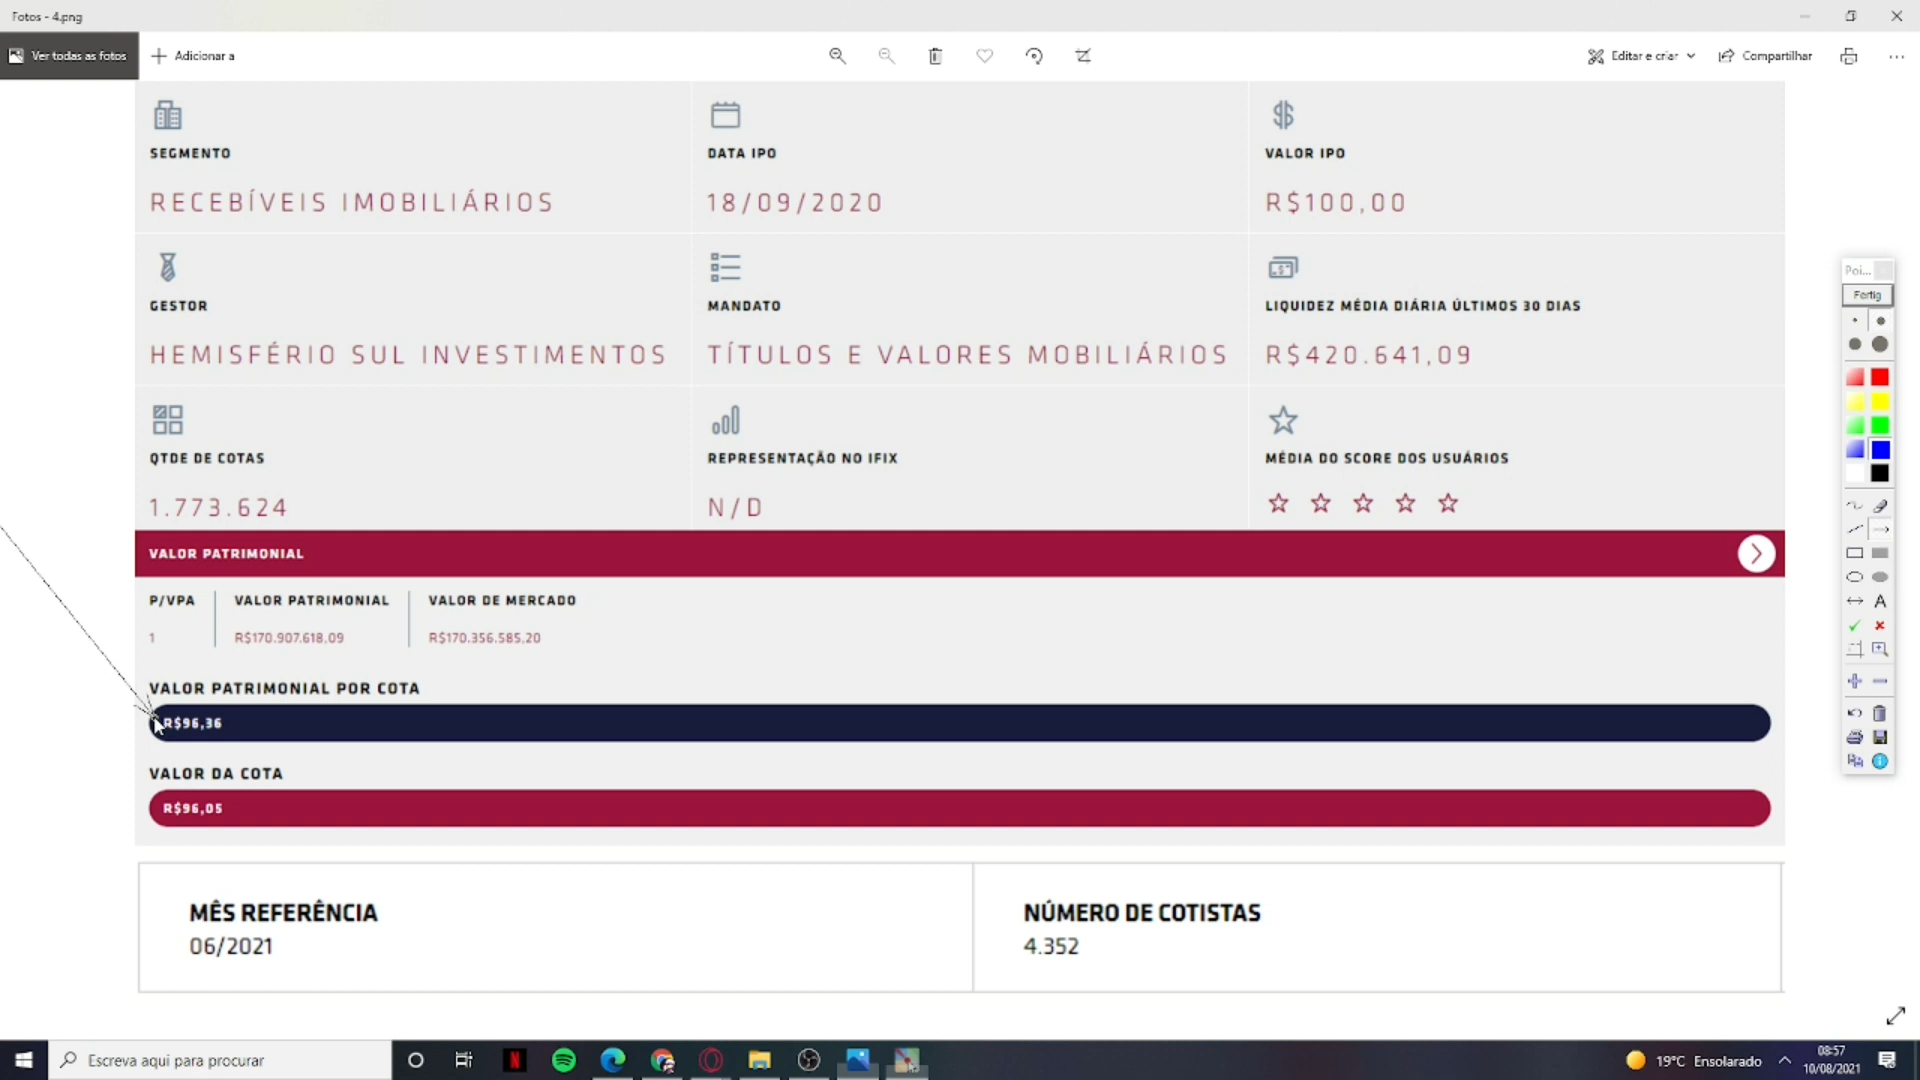 Fotos - 4.png
Ver todas as fotos
Adicionar a
Editar e criar
Compartilhar
SEGMENTO
DATA IPO
VALOR IPO
RECEBÍVEIS IMOBILIÁRIOS
18/09/2020
R$100,00
GESTOR
MANDATO
LIQUIDEZ MÉDIA DIÁRIA ÚLTIMOS 30 DIAS
HEMISFÉRIO SUL INVESTIMENTOS
TÍTULOS E VALORES MOBILIÁRIOS
R$420.641,09
QTDE DE COTAS
REPRESENTAÇÃO NO IFIX
MÉDIA DO SCORE DOS USUÁRIOS
1.773.624
N/D
VALOR PATRIMONIAL
P/VPA
VALOR PATRIMONIAL
VALOR DE MERCADO
1
R$170.907.618,09
R$170.356.585,20
VALOR PATRIMONIAL POR COTA
R$96,36
VALOR DA COTA
R$96,05
MÊS REFERÊNCIA
06/2021
NÚMERO DE COTISTAS
4.352
Poi...
Fertig
A
Escreva aqui para procurar
19°C Ensolarado
08:57
10/08/2021